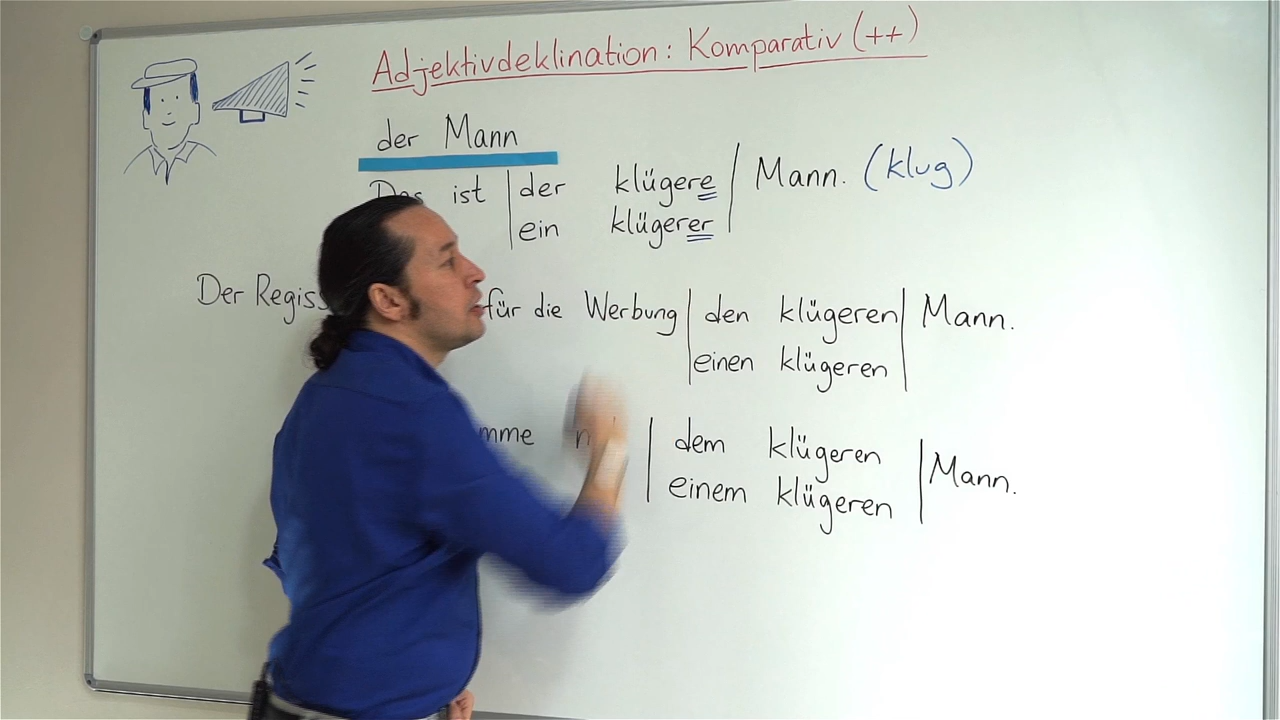 Adjektivdeklination: Komparativ (++)
der Mann
ist der klügere Mann. (klug)
ein klügerer
Der für die Werbung den klügeren Mann.
einen klügeren
dem klügeren
einem klügeren Mann.